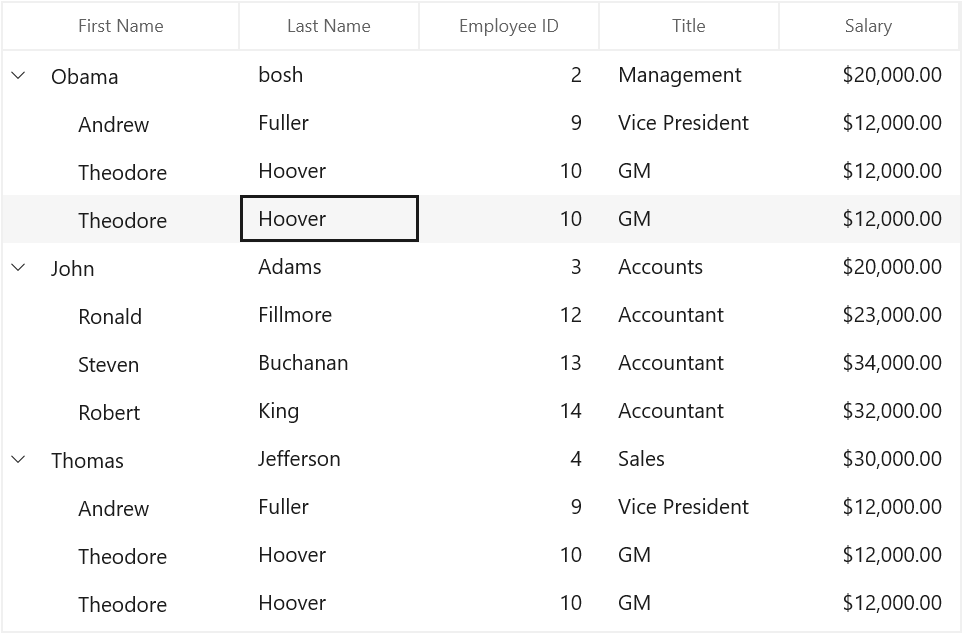 First Name Last Name Employee ID Title Salary
Obama bosh 2 Management $20,000.00
Andrew Fuller 9 Vice President $12,000.00
Theodore Hoover 10 GM $12,000.00
Theodore Hoover 10 GM $12,000.00
John Adams 3 Accounts $20,000.00
Ronald Fillmore 12 Accountant $23,000.00
Steven Buchanan 13 Accountant $34,000.00
Robert King 14 Accountant $32,000.00
Thomas Jefferson 4 Sales $30,000.00
Andrew Fuller 9 Vice President $12,000.00
Theodore Hoover 10 GM $12,000.00
Theodore Hoover 10 GM $12,000.00